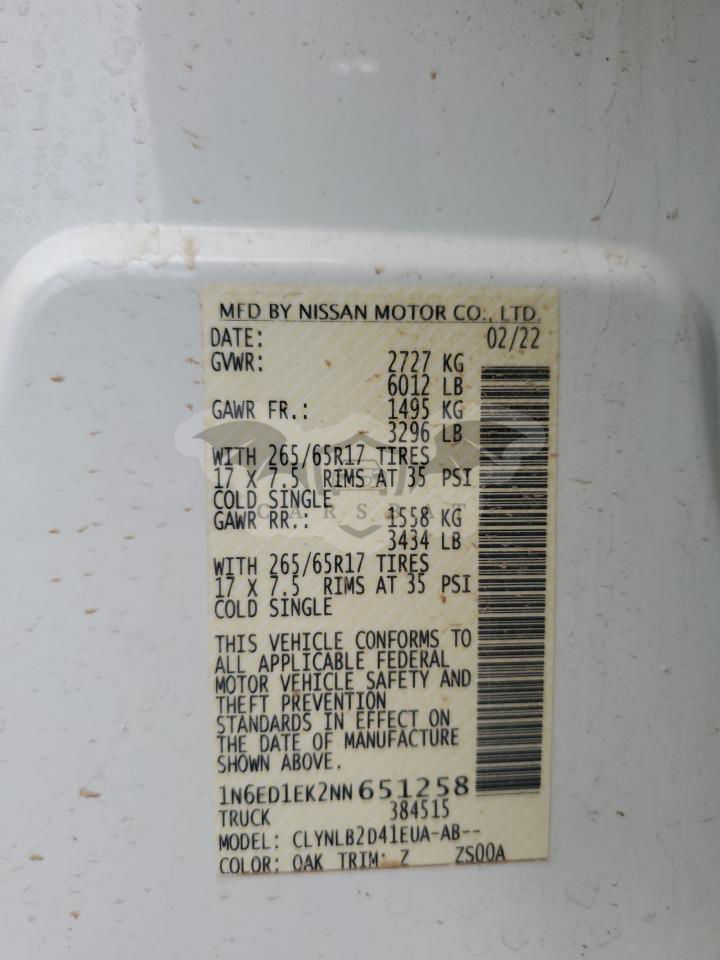 MFD BY NISSAN MOTOR CO., LTD.
DATE: 02/22
GVWR: 2727 KG
6012 LB
GAWR FR.: 1495 KG
3296 LB
WITH 265/65R17 TIRES
17 X 7.5 RIMS AT 35 PSI
COLD SINGLE
CARSDAT
GAWR RR.: 1558 KG
3434 LB
WITH 265/65R17 TIRES
17 X 7.5 RIMS AT 35 PSI
COLD SINGLE
THIS VEHICLE CONFORMS TO
ALL APPLICABLE FEDERAL
MOTOR VEHICLE SAFETY AND
THEFT PREVENTION
STANDARDS IN EFFECT ON
THE DATE OF MANUFACTURE
SHOWN ABOVE.
1N6ED1EK2NN651258
TRUCK 384515
MODEL: CLYNLB2D41EUA-AB--
COLOR: QAK TRIM: Z ZS00A